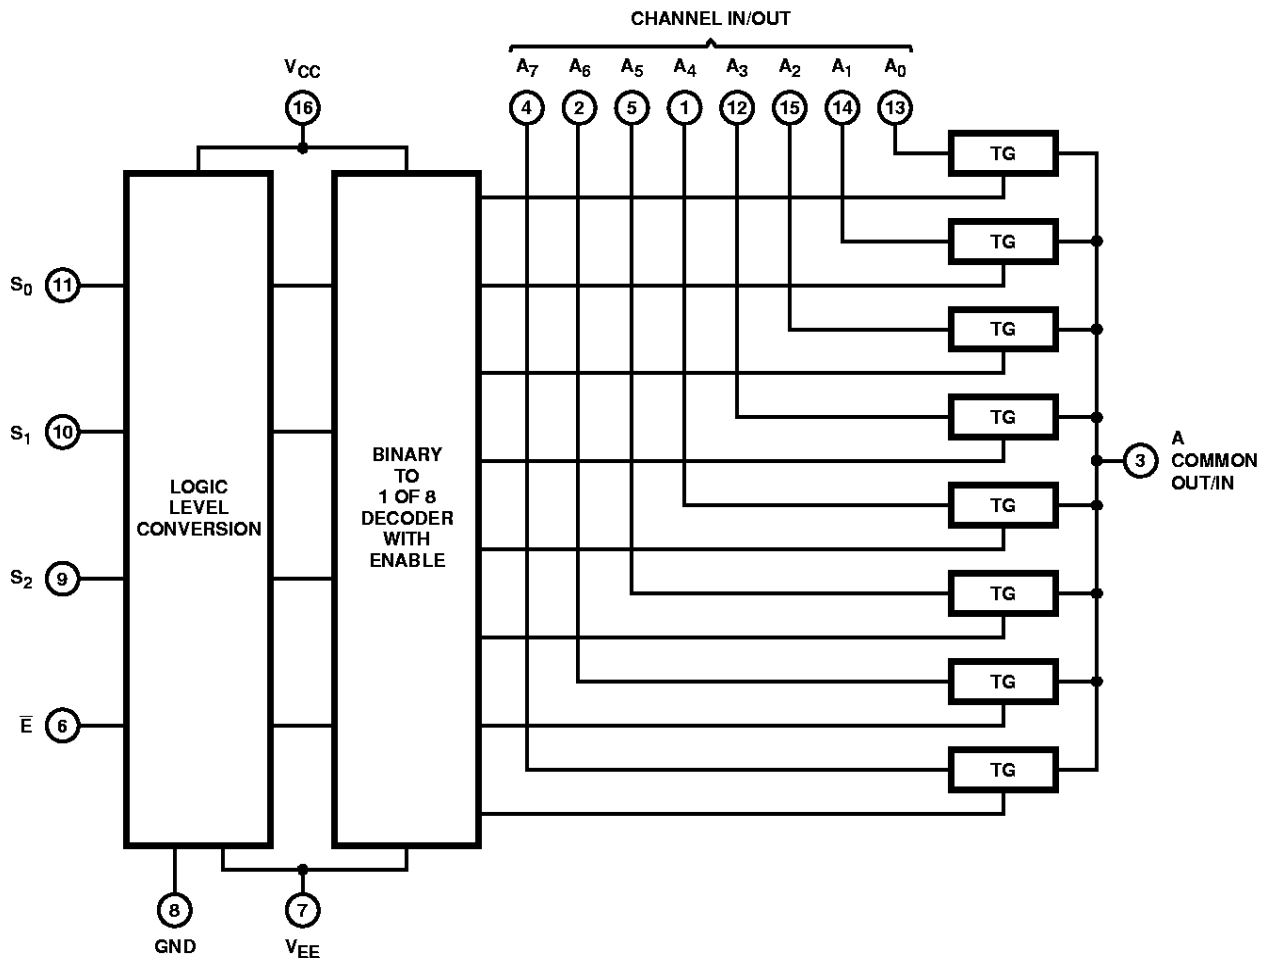 CHANNEL IN/OUT
VCC A7 A6 A5 A4 A3 A2 A1 A0
16 4 2 5 1 12 15 14 13
TG
TG
S0 11
TG
TG
S1 10
A
BINARY
TO
1 OF 8
DECODER
WITH
ENABLE
3
COMMON
OUT/IN
LOGIC
LEVEL
CONVERSION
TG
S2 9
TG
TG
E̅ 6
TG
8 7
GND VEE